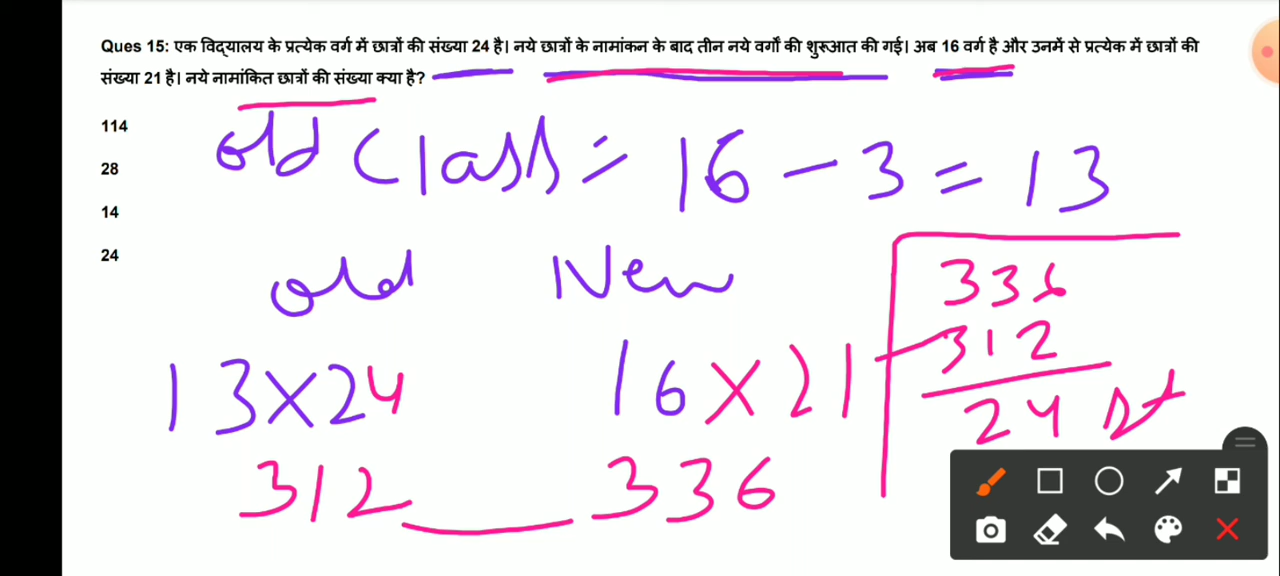 Ques 15: एक विद्यालय के प्रत्येक वर्ग में छात्रों की संख्या 24 है। नये छात्रों के नामांकन के बाद तीन नये वर्गों की शुरूआत की गई। अब 16 वर्ग है और उनमें से प्रत्येक में छात्रों की
संख्या 21 है। नये नामांकित छात्रों की संख्या क्या है?
114
28
14
24
old Class = 16 - 3 = 13
old New
13×24 16×21
312 336
336
312
24